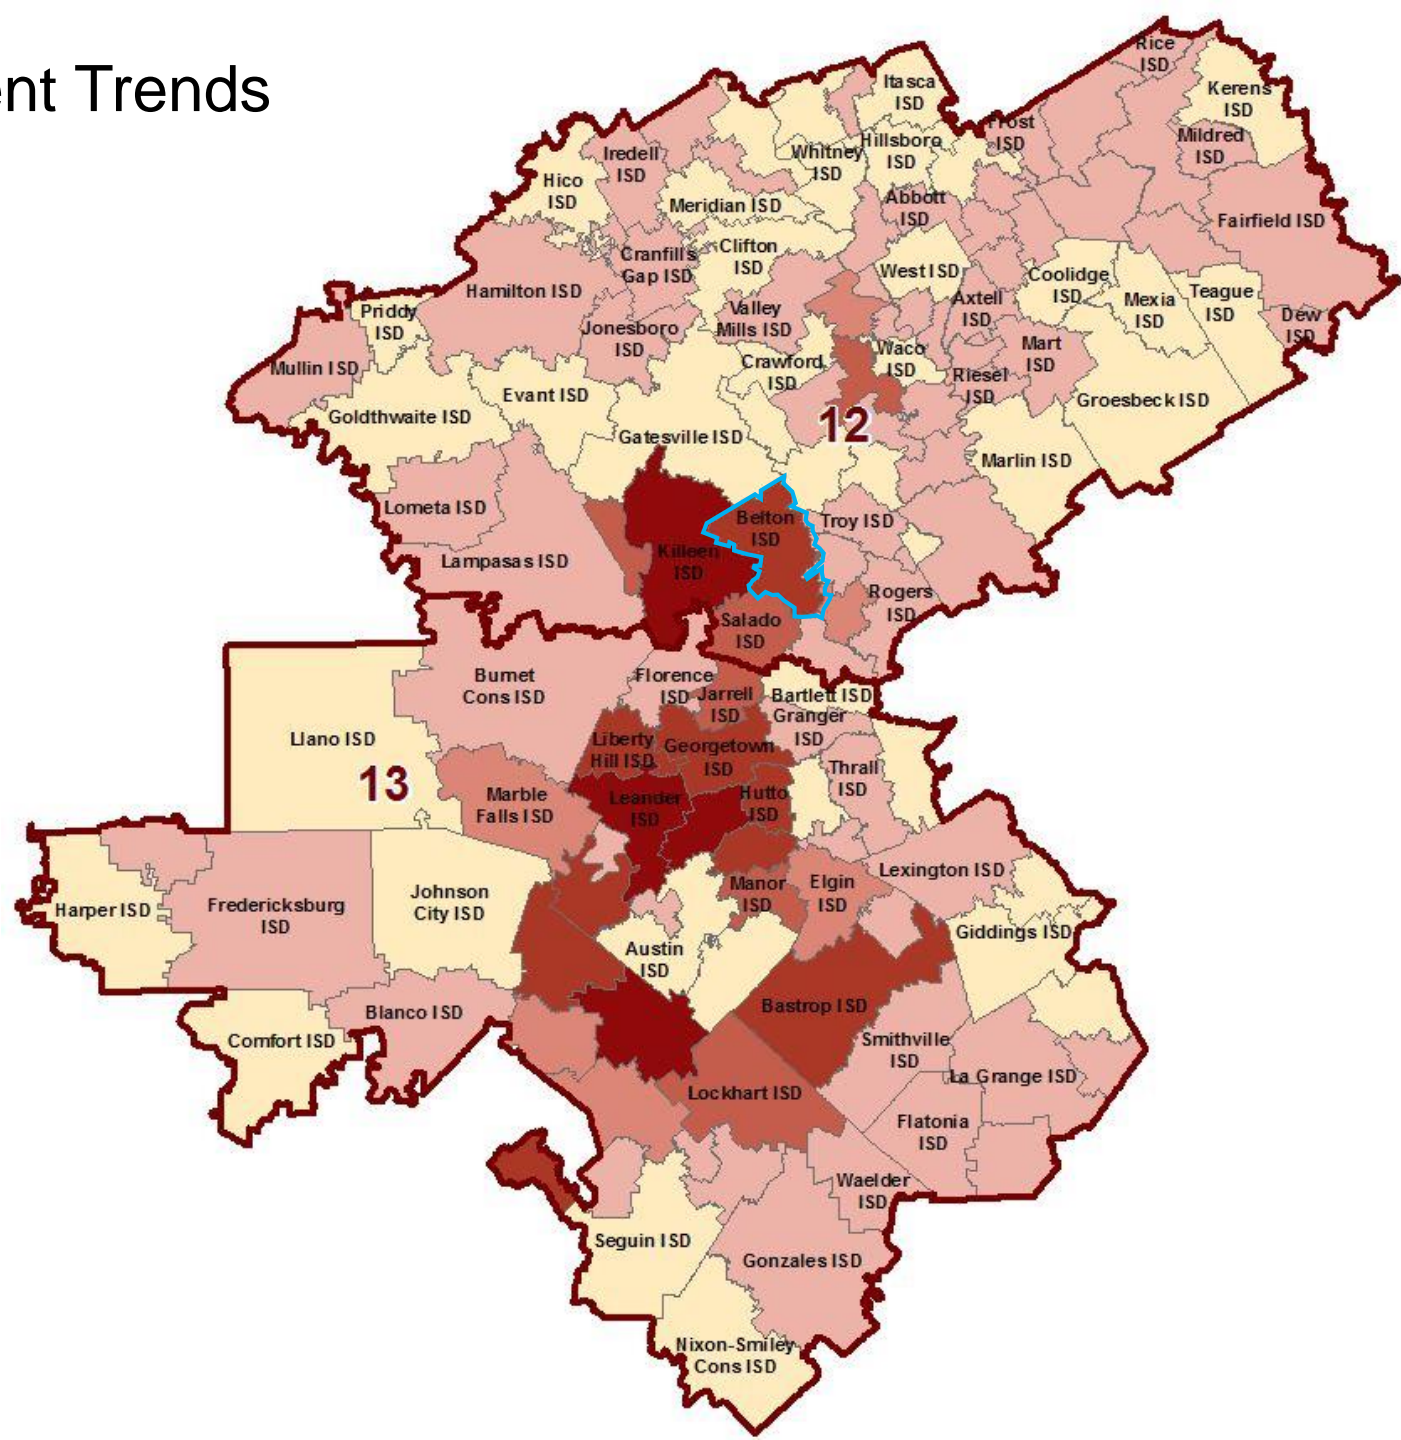 ent Trends
Rice
ISD
Itasca
ISD
Kerens
ISD
Frost
ISD
Mildred
ISD
Hillsboro
ISD
Whitney
ISD
Iredell
ISD
Hico
ISD
Meridian ISD
Abbott
ISD
Fairfield ISD
Cranfills
Gap ISD
Clifton
ISD
West ISD
Coolidge
ISD
Mexia
ISD
Teague
ISD
Hamilton ISD
Axtell
ISD
Dew
ISD
Priddy
ISD
Valley
Mills ISD
Jonesboro
ISD
Mart
ISD
Mullin ISD
Crawford
ISD
Waco
ISD
Riesel
ISD
Evant ISD
Groesbeck ISD
Goldthwaite ISD
12
Gatesville ISD
Marlin ISD
Lometa ISD
Belton
ISD
Troy ISD
Lampasas ISD
Killeen
ISD
Rogers
ISD
Salado
ISD
Burnet
Cons ISD
Florence
ISD
Jarrell
ISD
Bartlett ISD
Granger
ISD
Llano ISD
13
Liberty
Hill ISD
Georgetown
ISD
Thrall
ISD
Marble
Falls ISD
Leander
ISD
Hutto
ISD
Lexington ISD
Harper ISD
Fredericksburg
ISD
Johnson
City ISD
Manor
ISD
Elgin
ISD
Giddings ISD
Austin
ISD
Bastrop ISD
Blanco ISD
Comfort ISD
Smithville
ISD
La Grange ISD
Lockhart ISD
Flatonia
ISD
Waelder
ISD
Seguin ISD
Gonzales ISD
Nixon-Smiley
Cons ISD